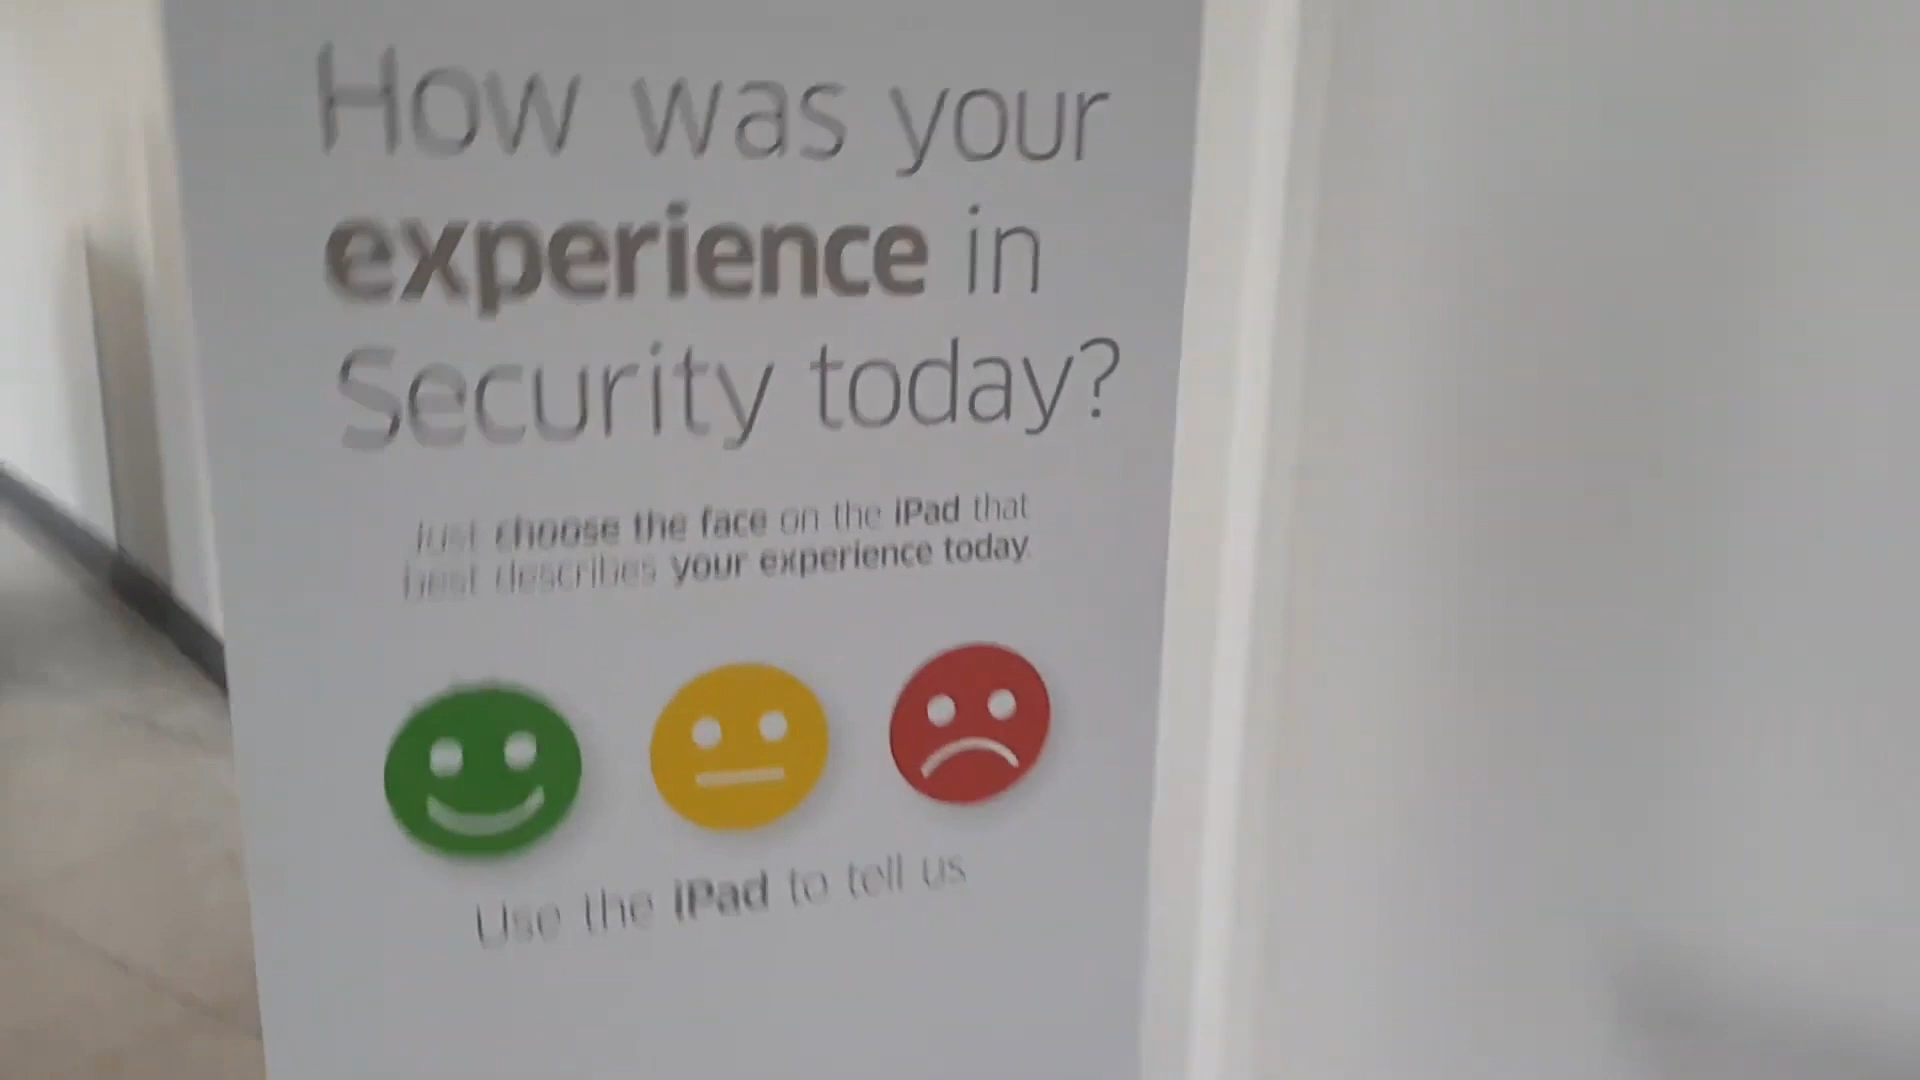 How was your
experience in
Security today?
Just choose the face on the iPad that
best describes your experience today.
Use the iPad to tell us